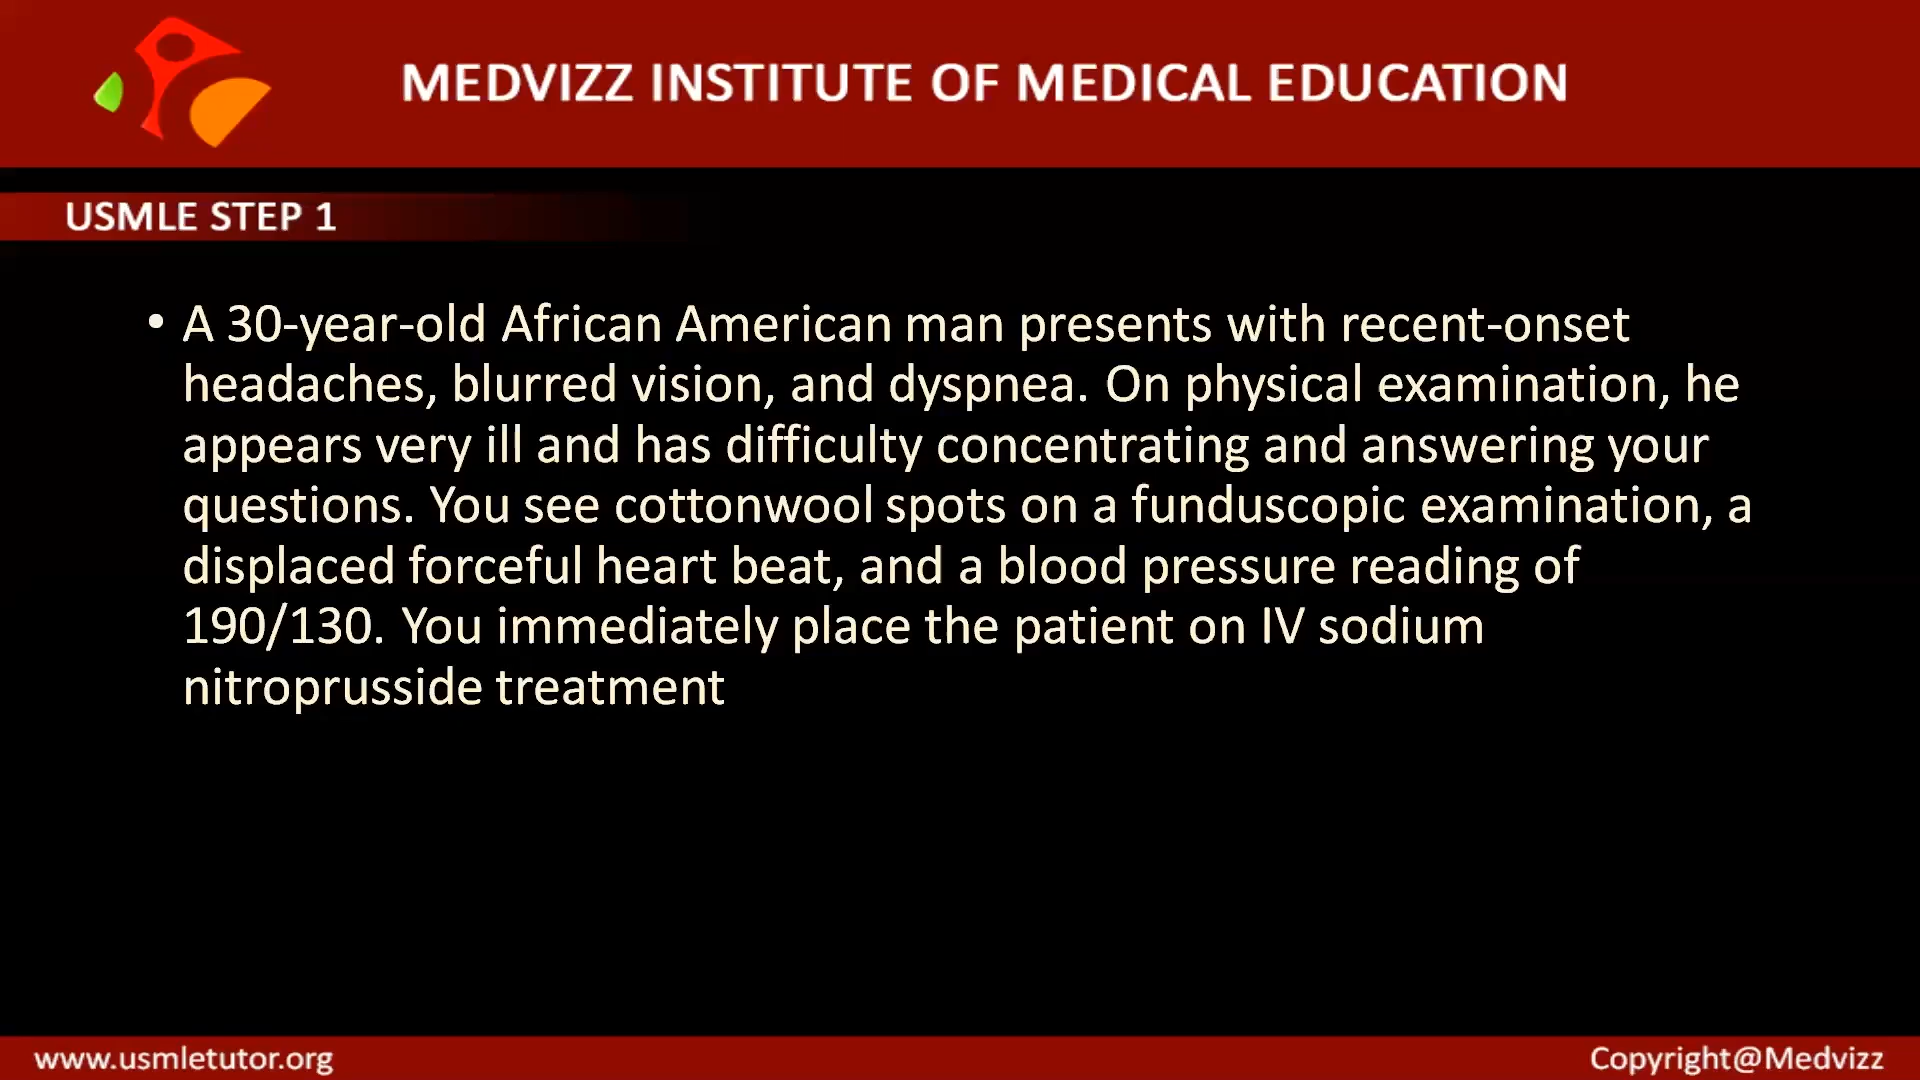 MEDVIZZ INSTITUTE OF MEDICAL EDUCATION
USMLE STEP 1
• A 30-year-old African American man presents with recent-onset
headaches, blurred vision, and dyspnea. On physical examination, he
appears very ill and has difficulty concentrating and answering your
questions. You see cottonwool spots on a funduscopic examination, a
displaced forceful heart beat, and a blood pressure reading of
190/130. You immediately place the patient on IV sodium
nitroprusside treatment
www.usmletutor.org
Copyright@Medvizz